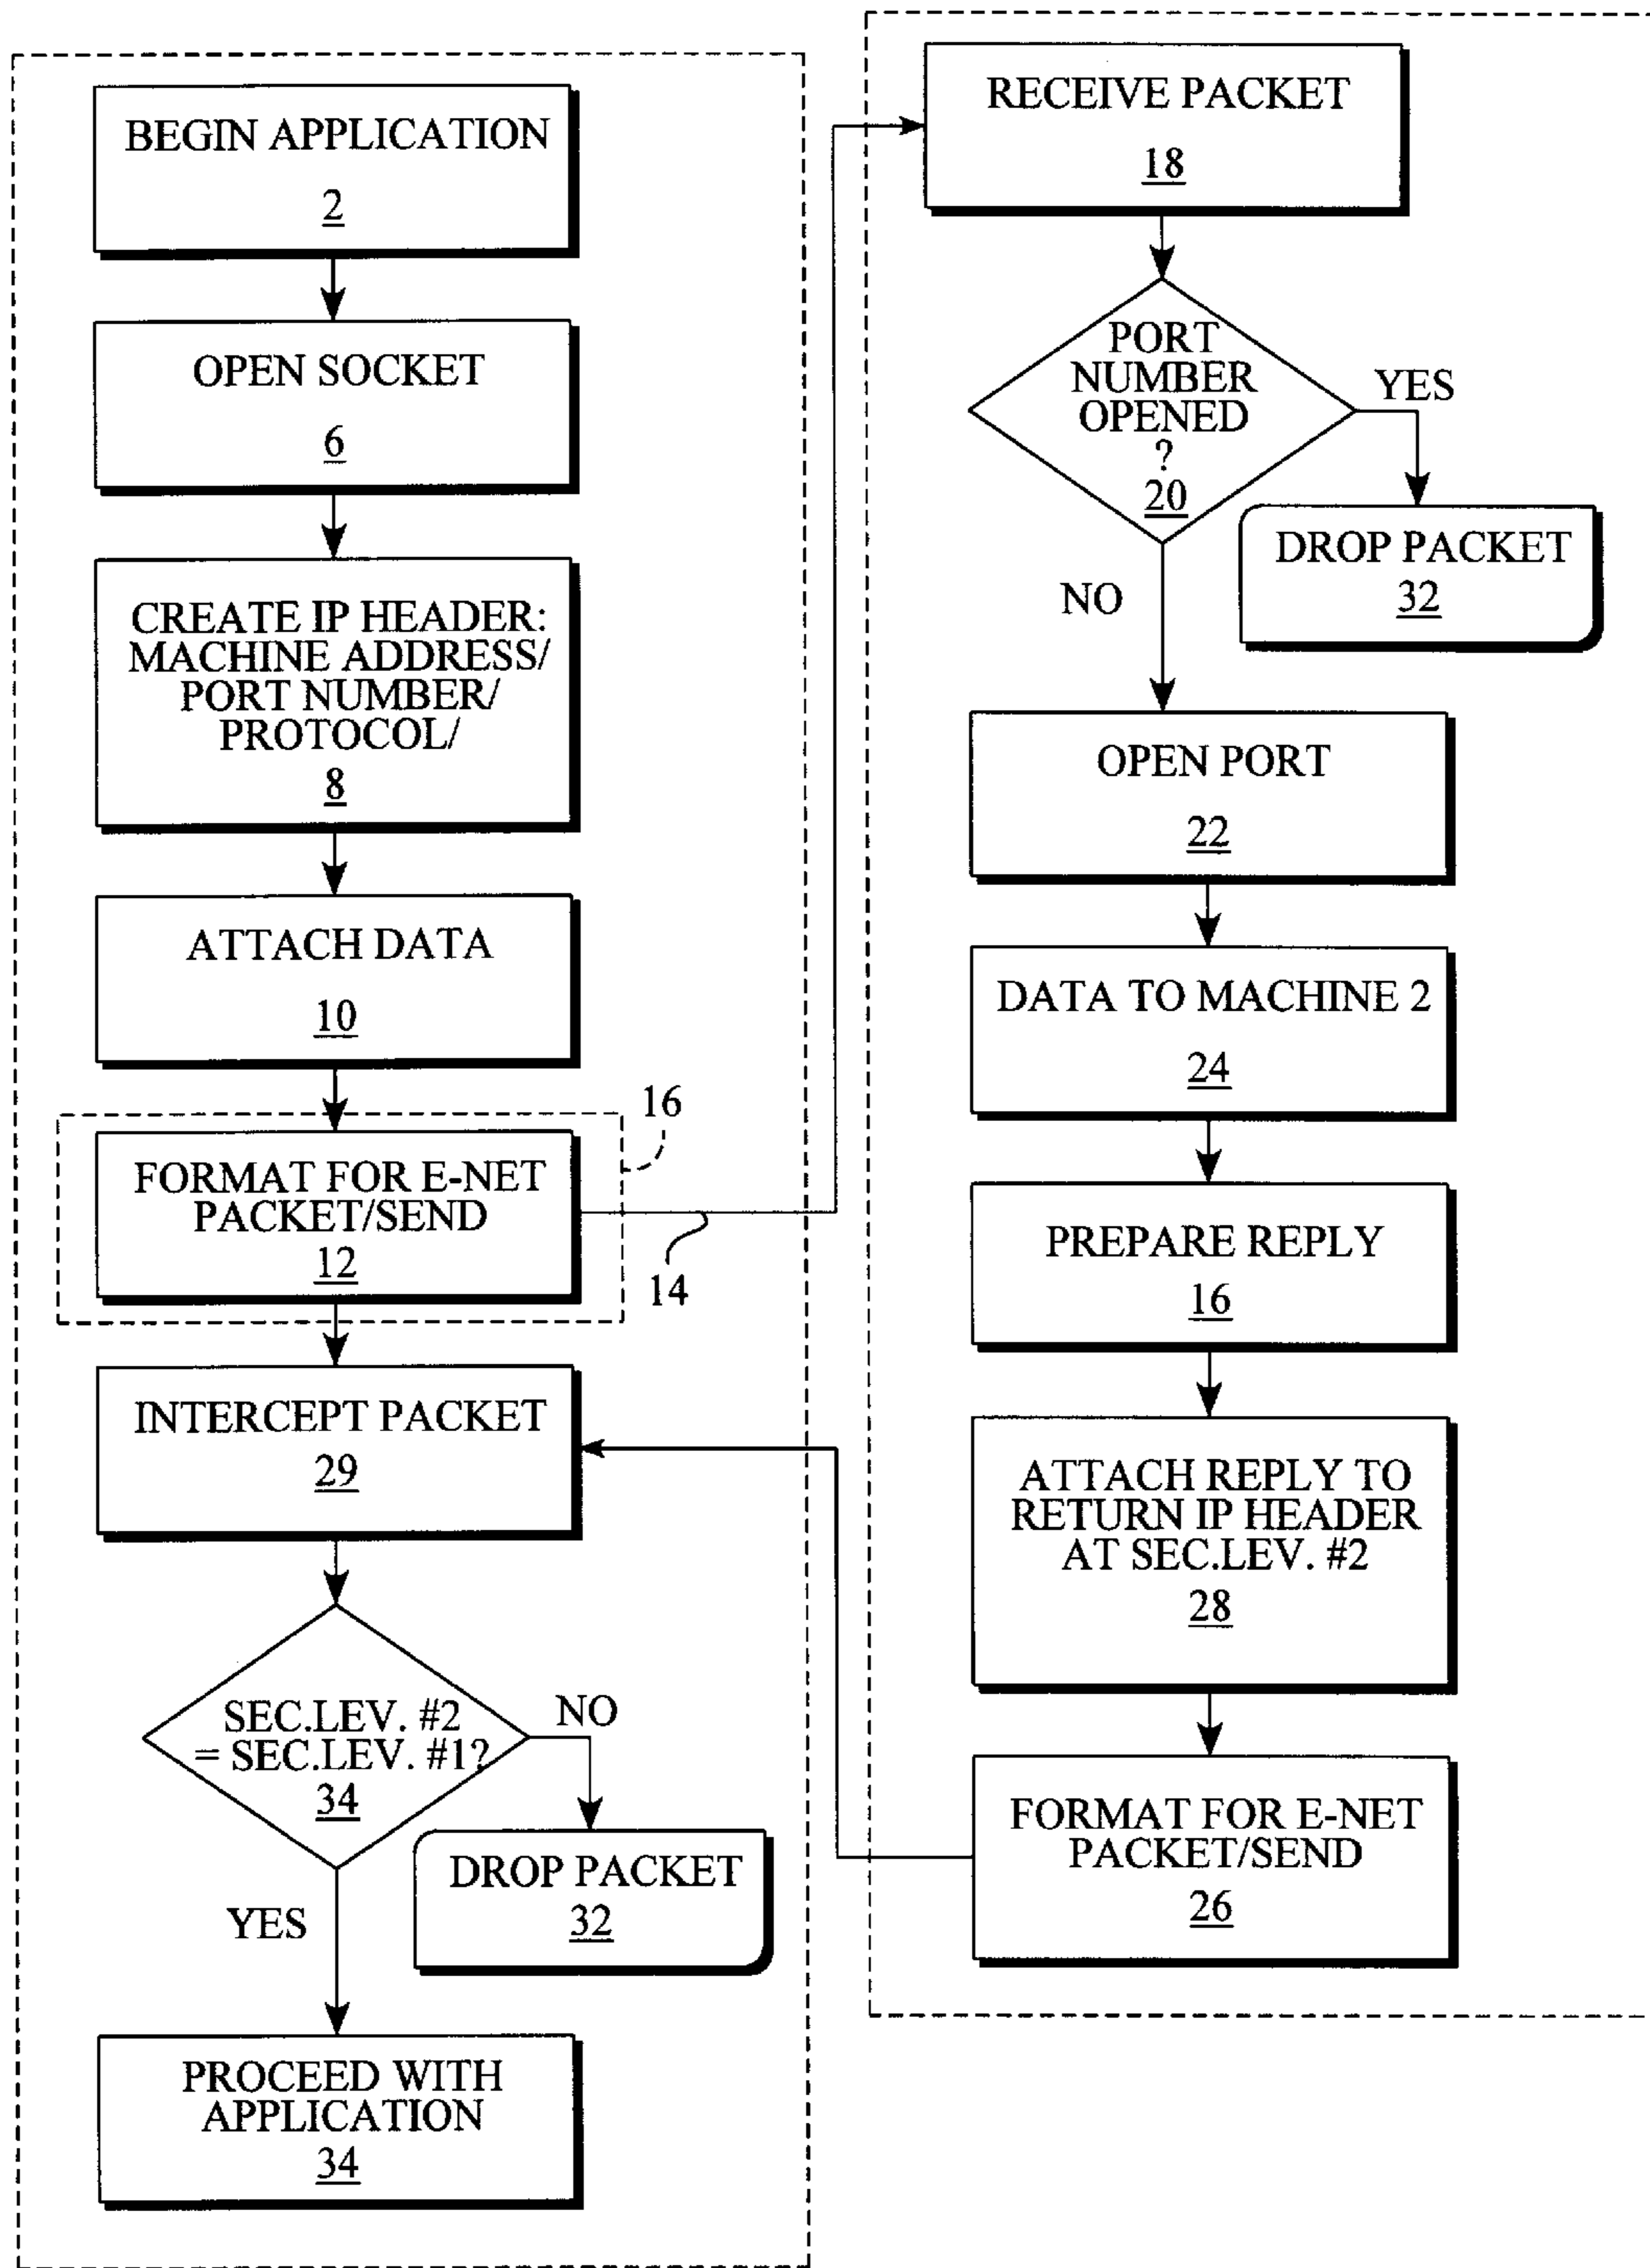 BEGIN APPLICATION
2
OPEN SOCKET
6
CREATE IP HEADER:
MACHINE ADDRESS/
PORT NUMBER/
PROTOCOL/
8
ATTACH DATA
10
16
FORMAT FOR E-NET
PACKET/SEND
12
14
INTERCEPT PACKET
29
SEC.LEV. #2
= SEC.LEV. #1?
34
NO
DROP PACKET
32
YES
PROCEED WITH
APPLICATION
34
RECEIVE PACKET
18
PORT
NUMBER
OPENED
?
20
YES
DROP PACKET
32
NO
OPEN PORT
22
DATA TO MACHINE 2
24
PREPARE REPLY
16
ATTACH REPLY TO
RETURN IP HEADER
AT SEC.LEV. #2
28
FORMAT FOR E-NET
PACKET/SEND
26